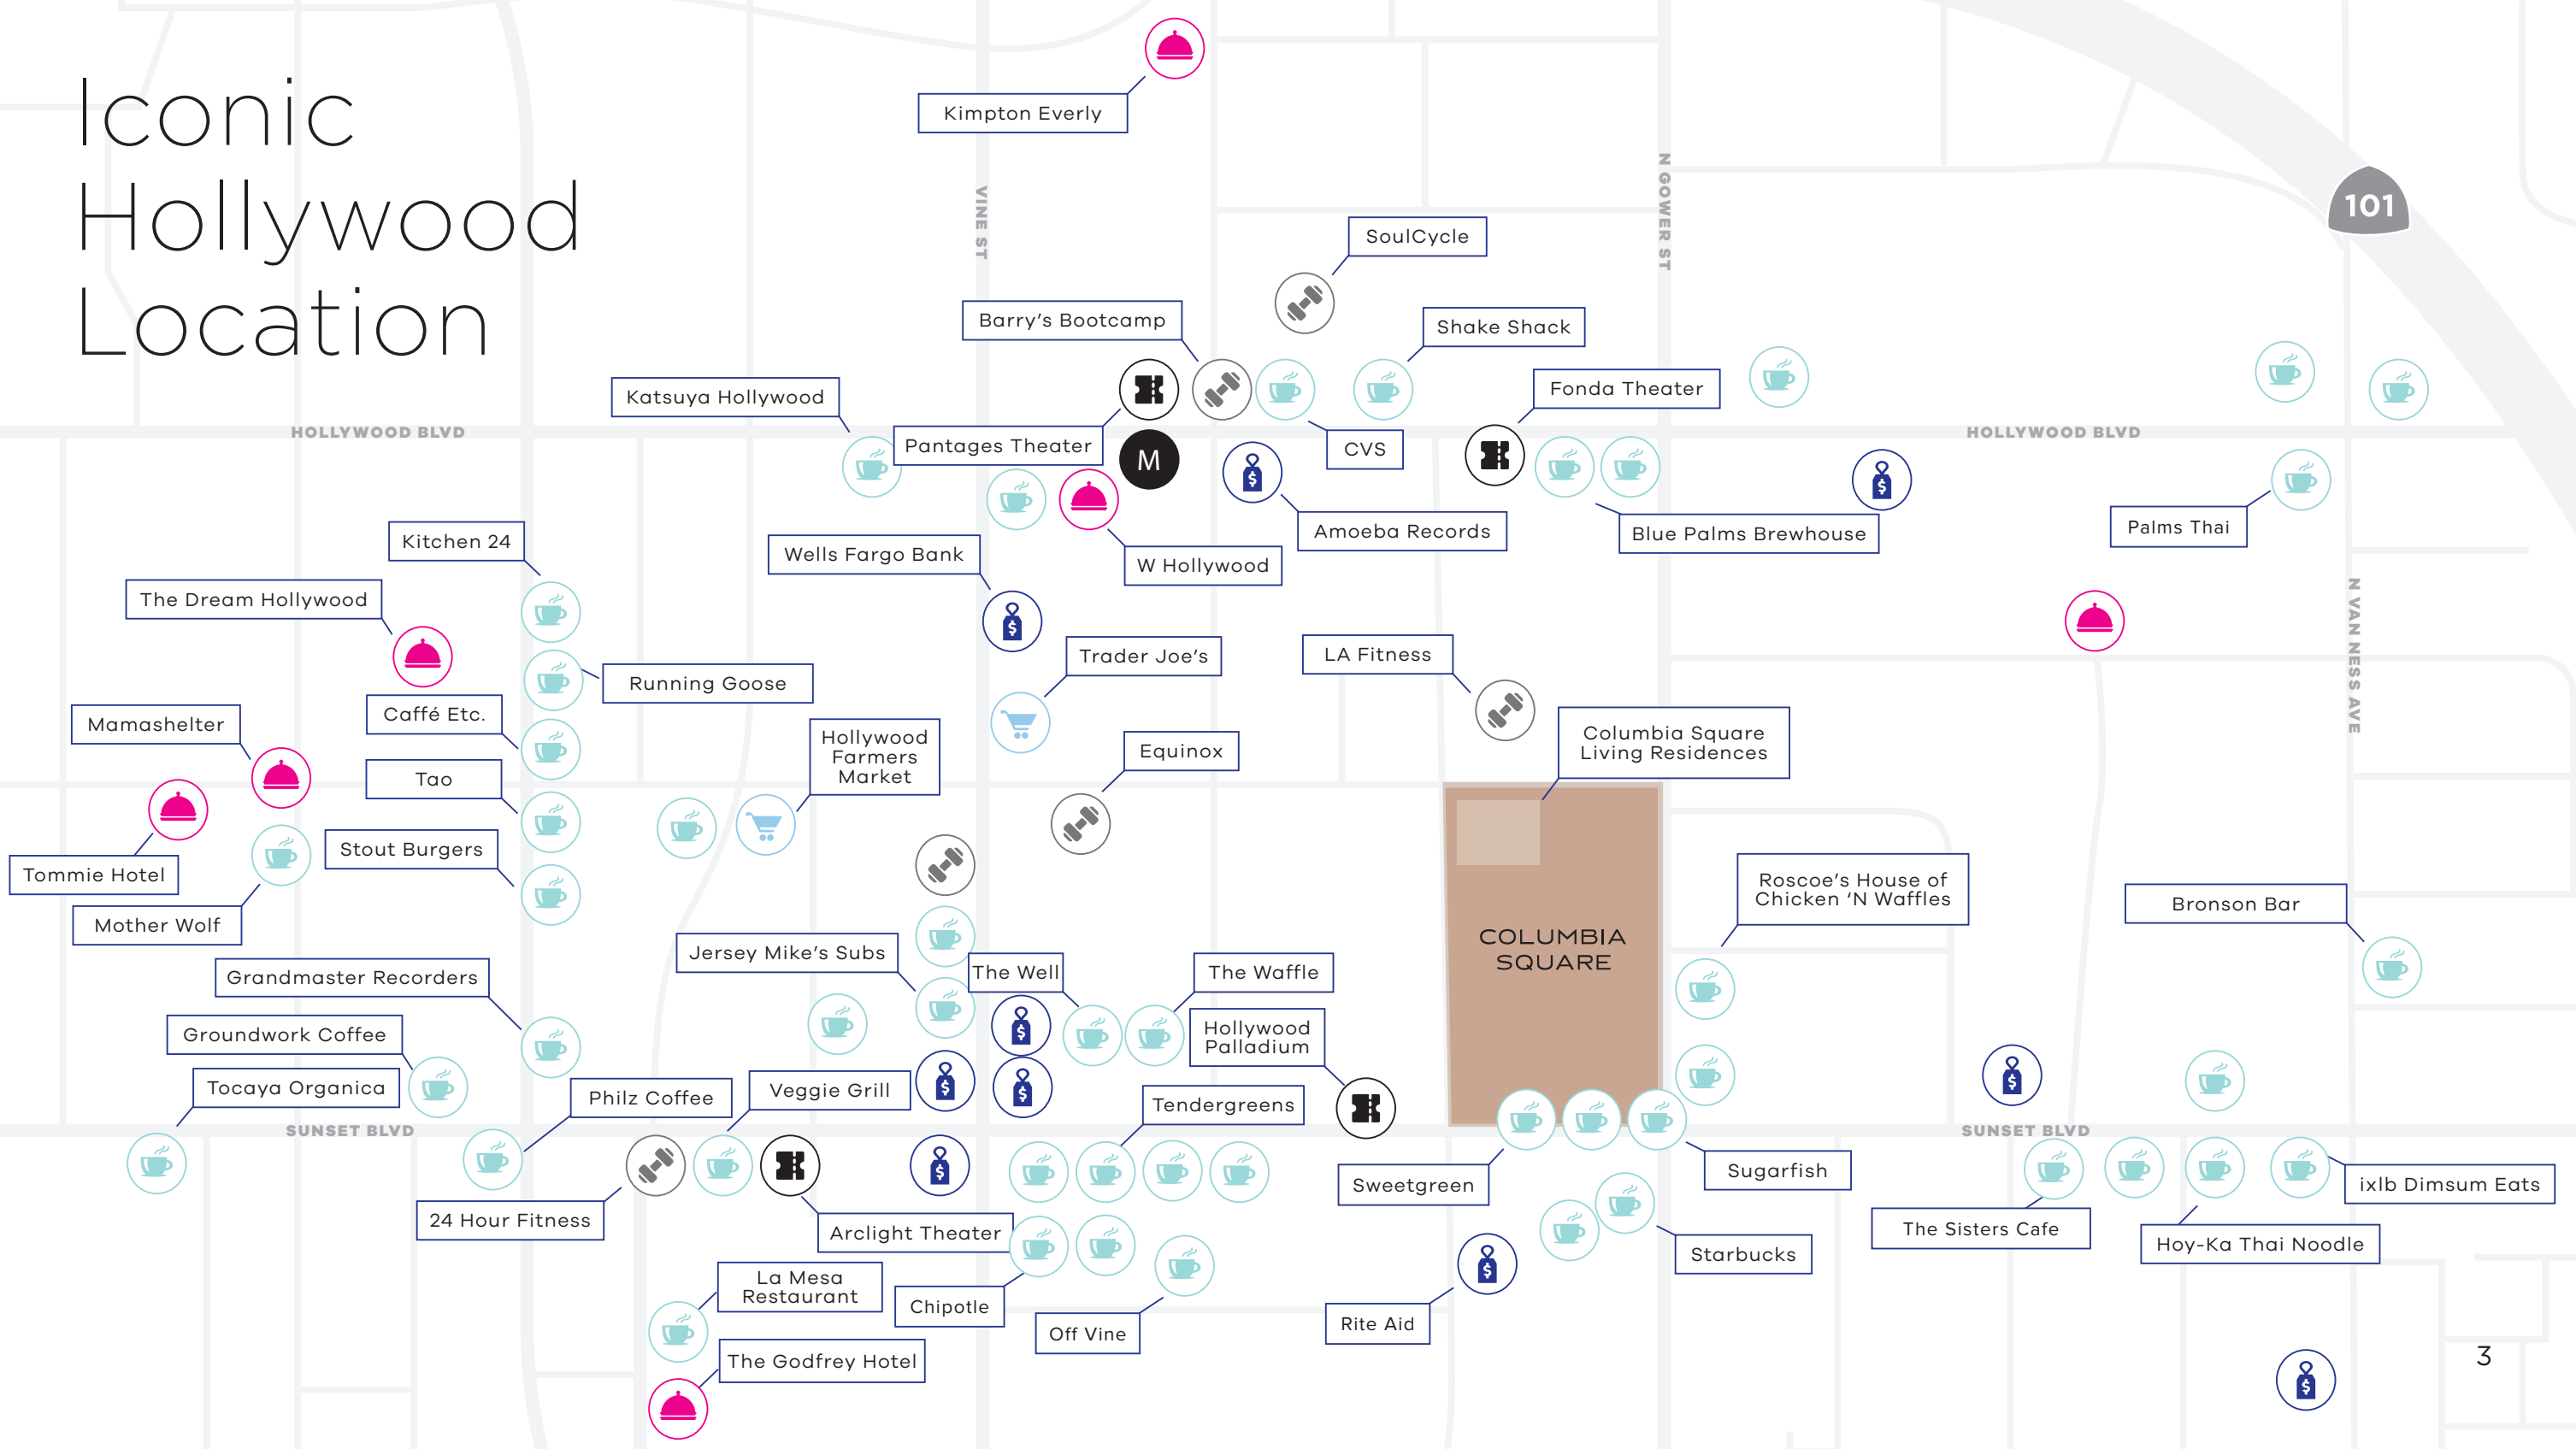 Iconic
Hollywood
Location
Kimpton Everly
101
VINE ST
N GOWER ST
SoulCycle
Barry's Bootcamp
Shake Shack
Katsuya Hollywood
Fonda Theater
HOLLYWOOD BLVD
Pantages Theater
M
CVS
HOLLYWOOD BLVD
$
$
Amoeba Records
Blue Palms Brewhouse
Palms Thai
Kitchen 24
Wells Fargo Bank
W Hollywood
The Dream Hollywood
$
Trader Joe's
LA Fitness
N VAN NESS AVE
Running Goose
Caffé Etc.
Mamashelter
Hollywood
Farmers
Market
Equinox
Columbia Square
Living Residences
Tao
Stout Burgers
Tommie Hotel
Mother Wolf
Roscoe's House of
Chicken ‘N Waffles
Bronson Bar
COLUMBIA
SQUARE
Jersey Mike's Subs
The Well
The Waffle
Grandmaster Recorders
Groundwork Coffee
$
Hollywood
Palladium
Tocaya Organica
Philz Coffee
Veggie Grill
$
$
Tendergreens
$
SUNSET BLVD
SUNSET BLVD
$
Sweetgreen
Sugarfish
ixlb Dimsum Eats
24 Hour Fitness
Arclight Theater
The Sisters Cafe
Hoy-Ka Thai Noodle
Starbucks
$
La Mesa
Restaurant
Chipotle
Off Vine
Rite Aid
The Godfrey Hotel
3
$